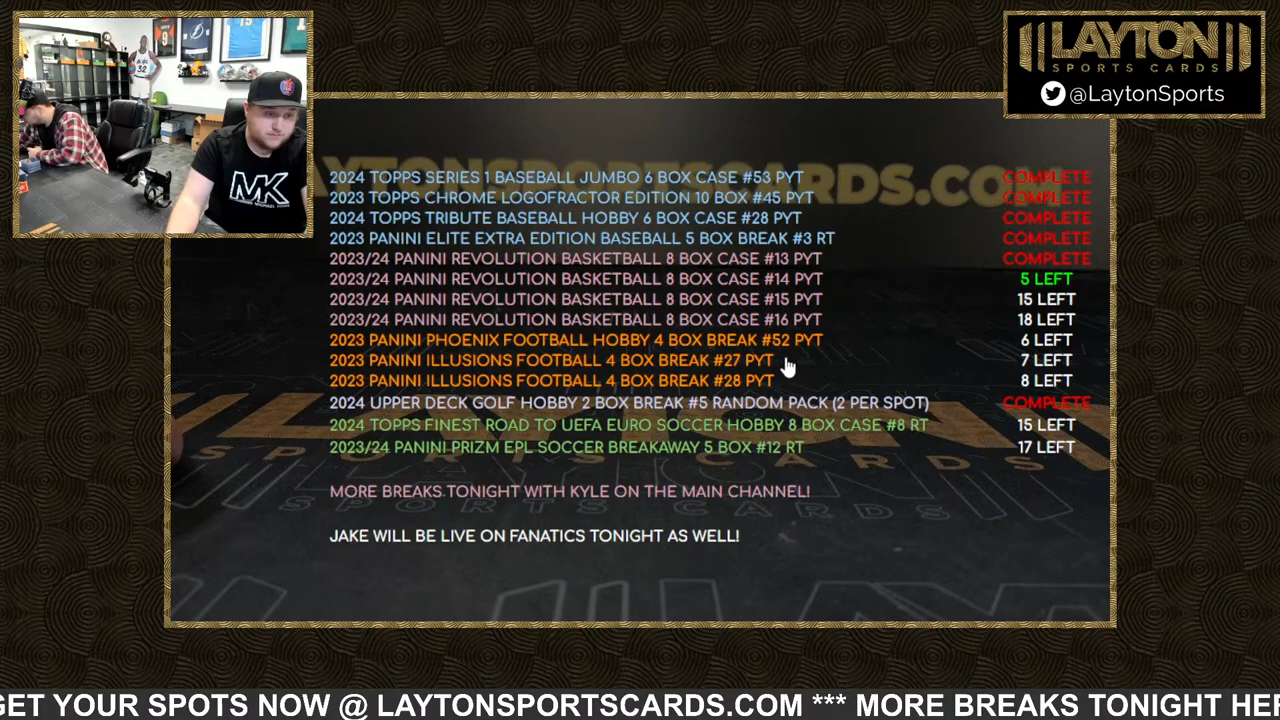 LAYTON
SPORTS CARDS
@LaytonSports
2024 TOPPS SERIES 1 BASEBALL JUMBO 6 BOX CASE #53 PYT COMPLETE
2023 TOPPS CHROME LOGOFRACTOR EDITION 10 BOX #45 PYT COMPLETE
2024 TOPPS TRIBUTE BASEBALL HOBBY 6 BOX CASE #28 PYT COMPLETE
2023 PANINI ELITE EXTRA EDITION BASEBALL 5 BOX BREAK #3 RT COMPLETE
2023/24 PANINI REVOLUTION BASKETBALL 8 BOX CASE #13 PYT COMPLETE
2023/24 PANINI REVOLUTION BASKETBALL 8 BOX CASE #14 PYT 5 LEFT
2023/24 PANINI REVOLUTION BASKETBALL 8 BOX CASE #15 PYT 15 LEFT
2023/24 PANINI REVOLUTION BASKETBALL 8 BOX CASE #16 PYT 18 LEFT
2023 PANINI PHOENIX FOOTBALL HOBBY 4 BOX BREAK #52 PYT 6 LEFT
2023 PANINI ILLUSIONS FOOTBALL 4 BOX BREAK #27 PYT 7 LEFT
2023 PANINI ILLUSIONS FOOTBALL 4 BOX BREAK #28 PYT 8 LEFT
2024 UPPER DECK GOLF HOBBY 2 BOX BREAK #5 RANDOM PACK (2 PER SPOT) COMPLETE
2024 TOPPS FINEST ROAD TO UEFA EURO SOCCER HOBBY 8 BOX CASE #8 RT 15 LEFT
2023/24 PANINI PRIZM EPL SOCCER BREAKAWAY 5 BOX #12 RT 17 LEFT
MORE BREAKS TONIGHT WITH KYLE ON THE MAIN CHANNEL!
JAKE WILL BE LIVE ON FANATICS TONIGHT AS WELL!
MK
GET YOUR SPOTS NOW @ LAYTONSPORTSCARDS.COM *** MORE BREAKS TONIGHT HER